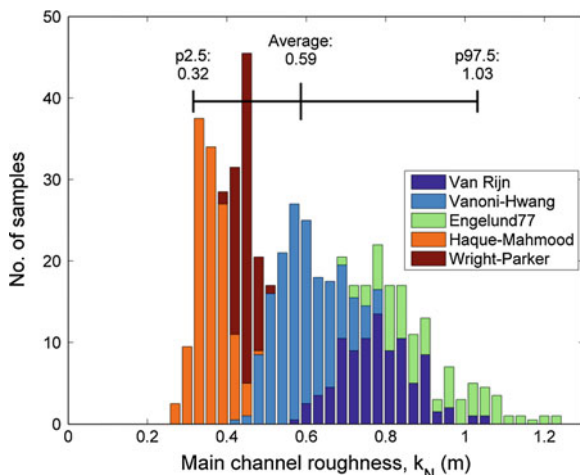 50
40
30
20
10
0
No. of samples
p2.5:
0.32
Average:
0.59
p97.5:
1.03
Van Rijn
Vanoni-Hwang
Engelund77
Haque-Mahmood
Wright-Parker
0 0.2 0.4 0.6 0.8 1 1.2
Main channel roughness, k_N (m)